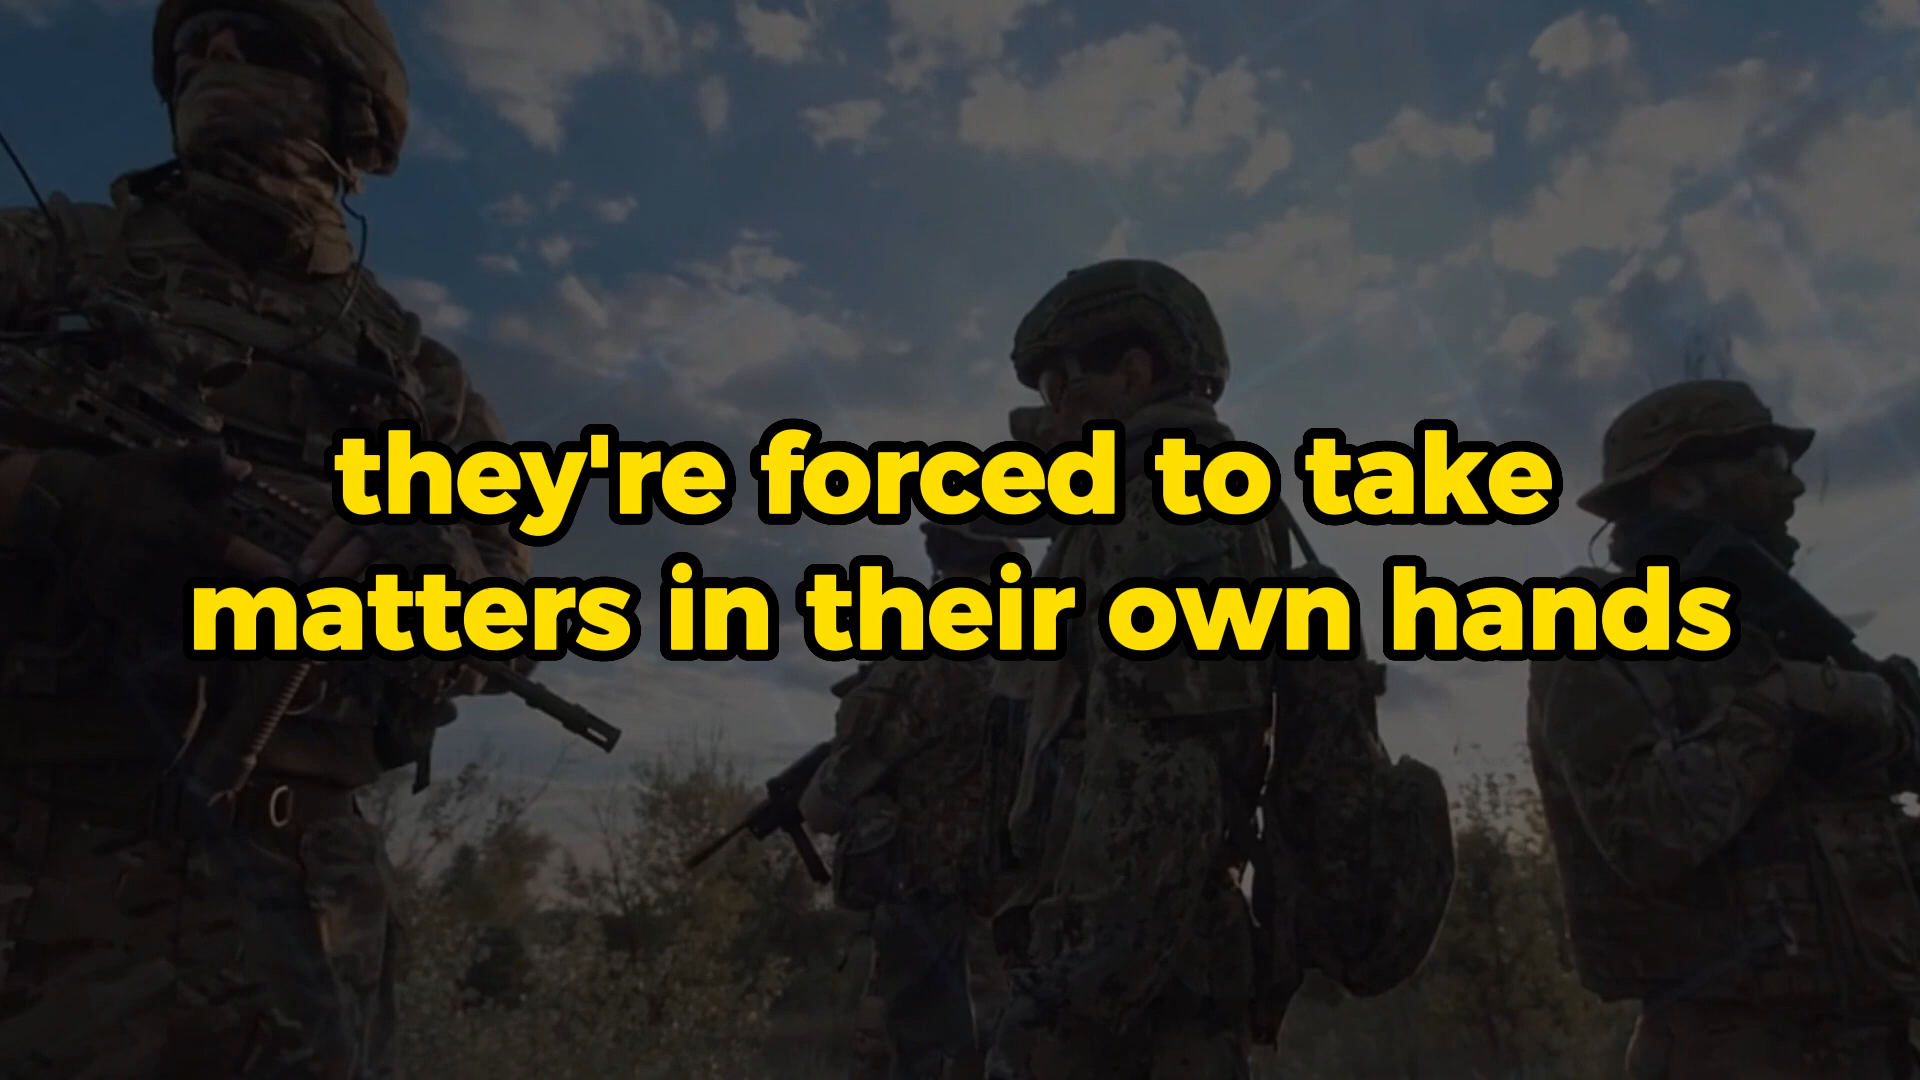 they're forced to take
matters in their own hands